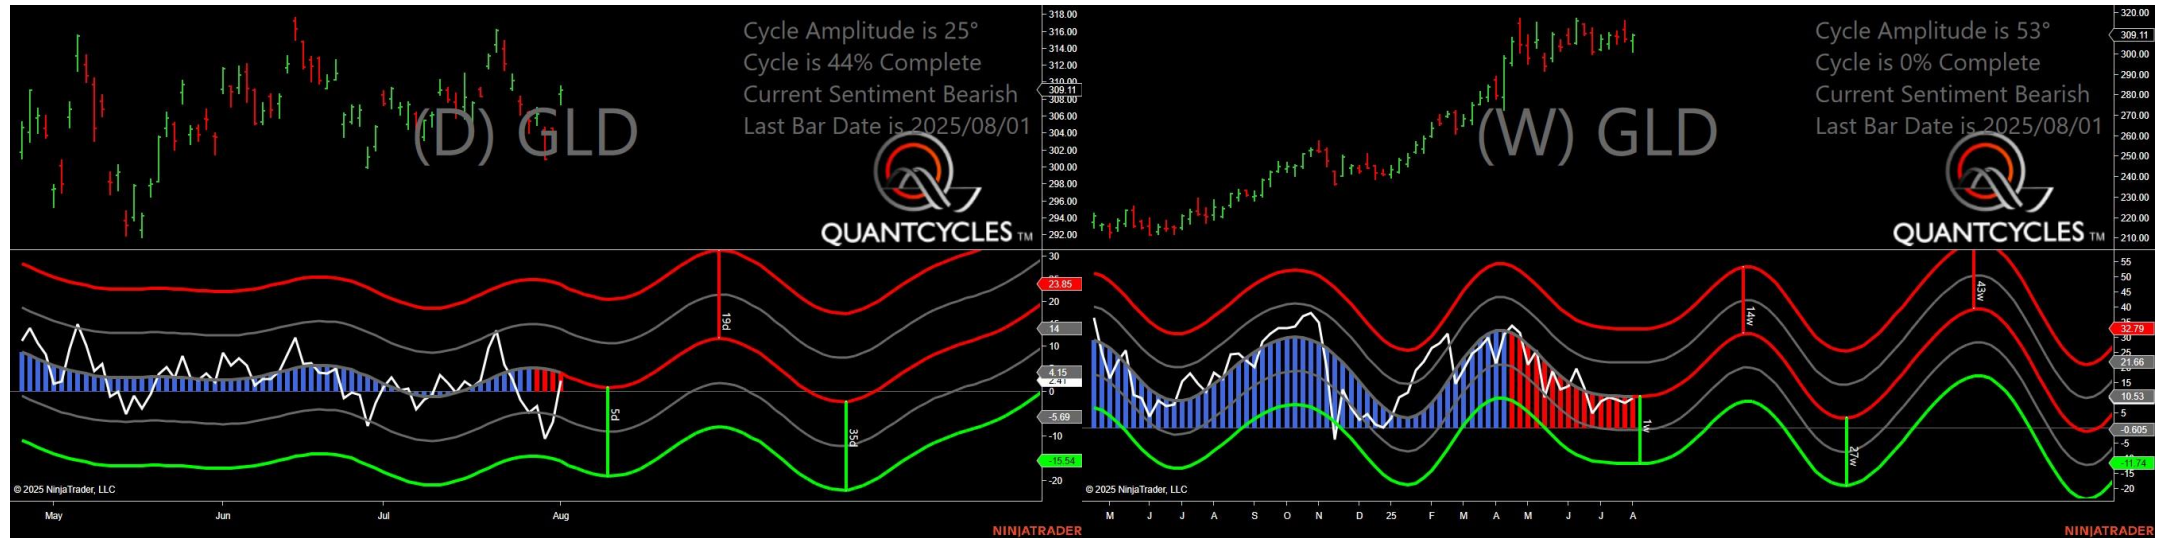 Cycle Amplitude is 25°
Cycle is 44% Complete
Current Sentiment Bearish
Last Bar Date is 2025/08/01
(D) GLD
QUANTCYCLES TM
318.00
316.00
314.00
312.00
310.00
309.11
308.00
306.00
304.00
302.00
300.00
298.00
296.00
294.00
292.00
30
23.85
20
14
10
4.15
2.41
0
-5.69
-10
-15.54
-20
19d
5d
35d
© 2025 NinjaTrader, LLC
May Jun Jul Aug
NINJATRADER
Cycle Amplitude is 53°
Cycle is 0% Complete
Current Sentiment Bearish
Last Bar Date is 2025/08/01
(W) GLD
QUANTCYCLES TM
320.00
309.11
300.00
290.00
280.00
270.00
260.00
250.00
240.00
230.00
220.00
210.00
55
50
45
40
32.79
30
25
21.66
15
10.53
5
-0.605
-5
-11.74
-15
-20
14w
43w
1w
27w
© 2025 NinjaTrader, LLC
M J J A S O N D 25 F M A M J J A
NINJATRADER